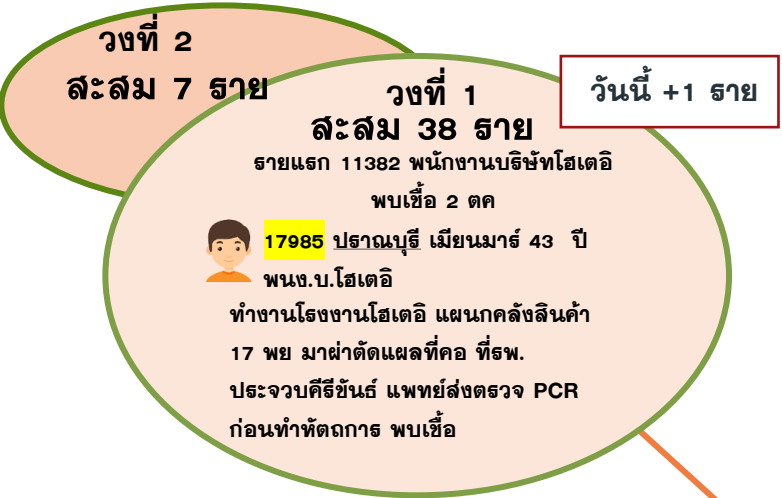 วงที่ 2
สะสม 7 ราย
วงที่ 1
สะสม 38 ราย
วันนี้ +1 ราย
รายแรก 11382 พนักงานบริษัทโฮเตอิ
พบเชื้อ 2 ตค
17985 ปราณบุรี เมียนมาร์ 43 ปี
พนง.บ.โฮเตอิ
ทำงานโรงงานโฮเตอิ แผนกคลังสินค้า
17 พย มาผ่าตัดแผลที่คอ ที่รพ.
ประจวบคีรีขันธ์ แพทย์ส่งตรวจ PCR
ก่อนทำหัตถการ พบเชื้อ